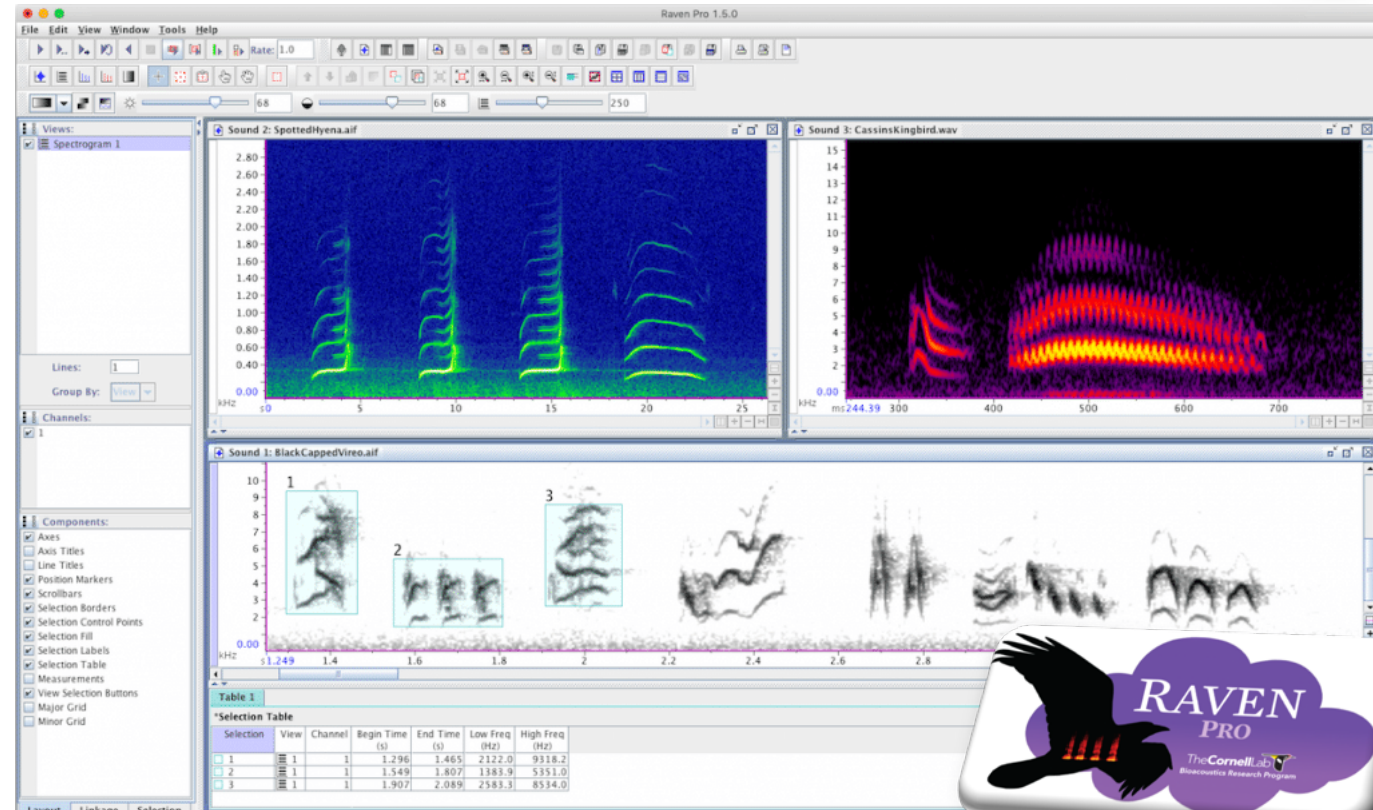 Raven Pro 1.5.0
File Edit View Window Tools Help
Rate: 1.0
68 68 250
Views:
Spectrogram 1
Lines: 1
Group By: View
Channels:
1
Components:
Axes
Axis Titles
Line Titles
Position Markers
Scrollbars
Selection Borders
Selection Control Points
Selection Fill
Selection Labels
Selection Table
Measurements
View Selection Buttons
Major Grid
Minor Grid
Layout Linkage Selection
Sound 2: SpottedHyena.aif
2.80
2.60
2.40
2.20
2.00
1.80
1.60
1.40
1.20
1.00
0.80
0.60
0.40
0.00
kHz
s0 5 10 15 20 25
Sound 3: CassinsKingbird.wav
15
14
13
12
11
10
9
8
7
6
5
4
3
2
0.00
kHz
ms244.39 300 400 500 600 700
Sound 1: BlackCappedVireo.aif
10
9
8
7
6
5
4
3
2
0.00
kHz
1
2
3
s1.249 1.4 1.6 1.8 2 2.2 2.4 2.6 2.8
Table 1
*Selection Table
Selection View Channel Begin Time (s) End Time (s) Low Freq (Hz) High Freq (Hz)
1 1 1 1.296 1.465 2122.0 9318.2
2 1 1 1.549 1.807 1383.9 5351.0
3 1 1 1.907 2.089 2583.3 8534.0
RAVEN
PRO
TheCornellLab
Bioacoustics Research Program